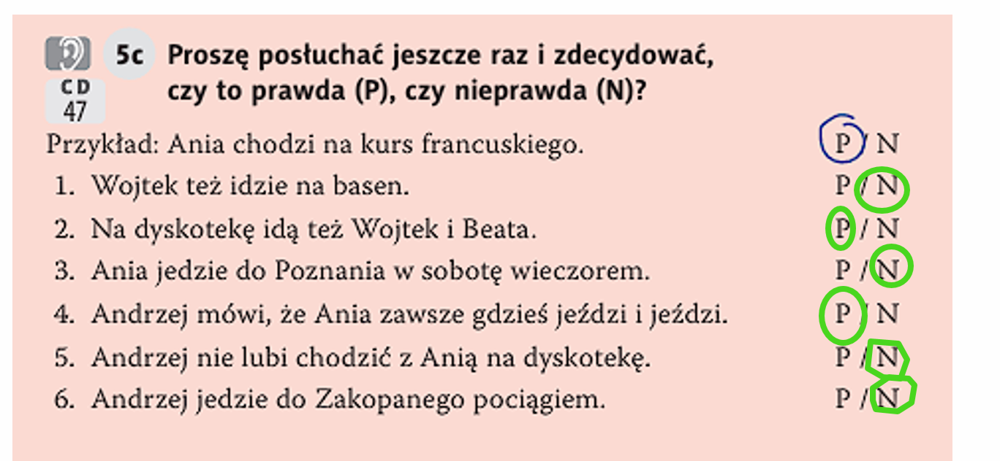 5c Proszę posłuchać jeszcze raz i zdecydować,
czy to prawda (P), czy nieprawda (N)?
CD
47
Przykład: Ania chodzi na kurs francuskiego. P / N
1. Wojtek też idzie na basen. P / N
2. Na dyskotekę idą też Wojtek i Beata. P / N
3. Ania jedzie do Poznania w sobotę wieczorem. P / N
4. Andrzej mówi, że Ania zawsze gdzieś jeździ i jeździ. P / N
5. Andrzej nie lubi chodzić z Anią na dyskotekę. P / N
6. Andrzej jedzie do Zakopanego pociągiem. P / N